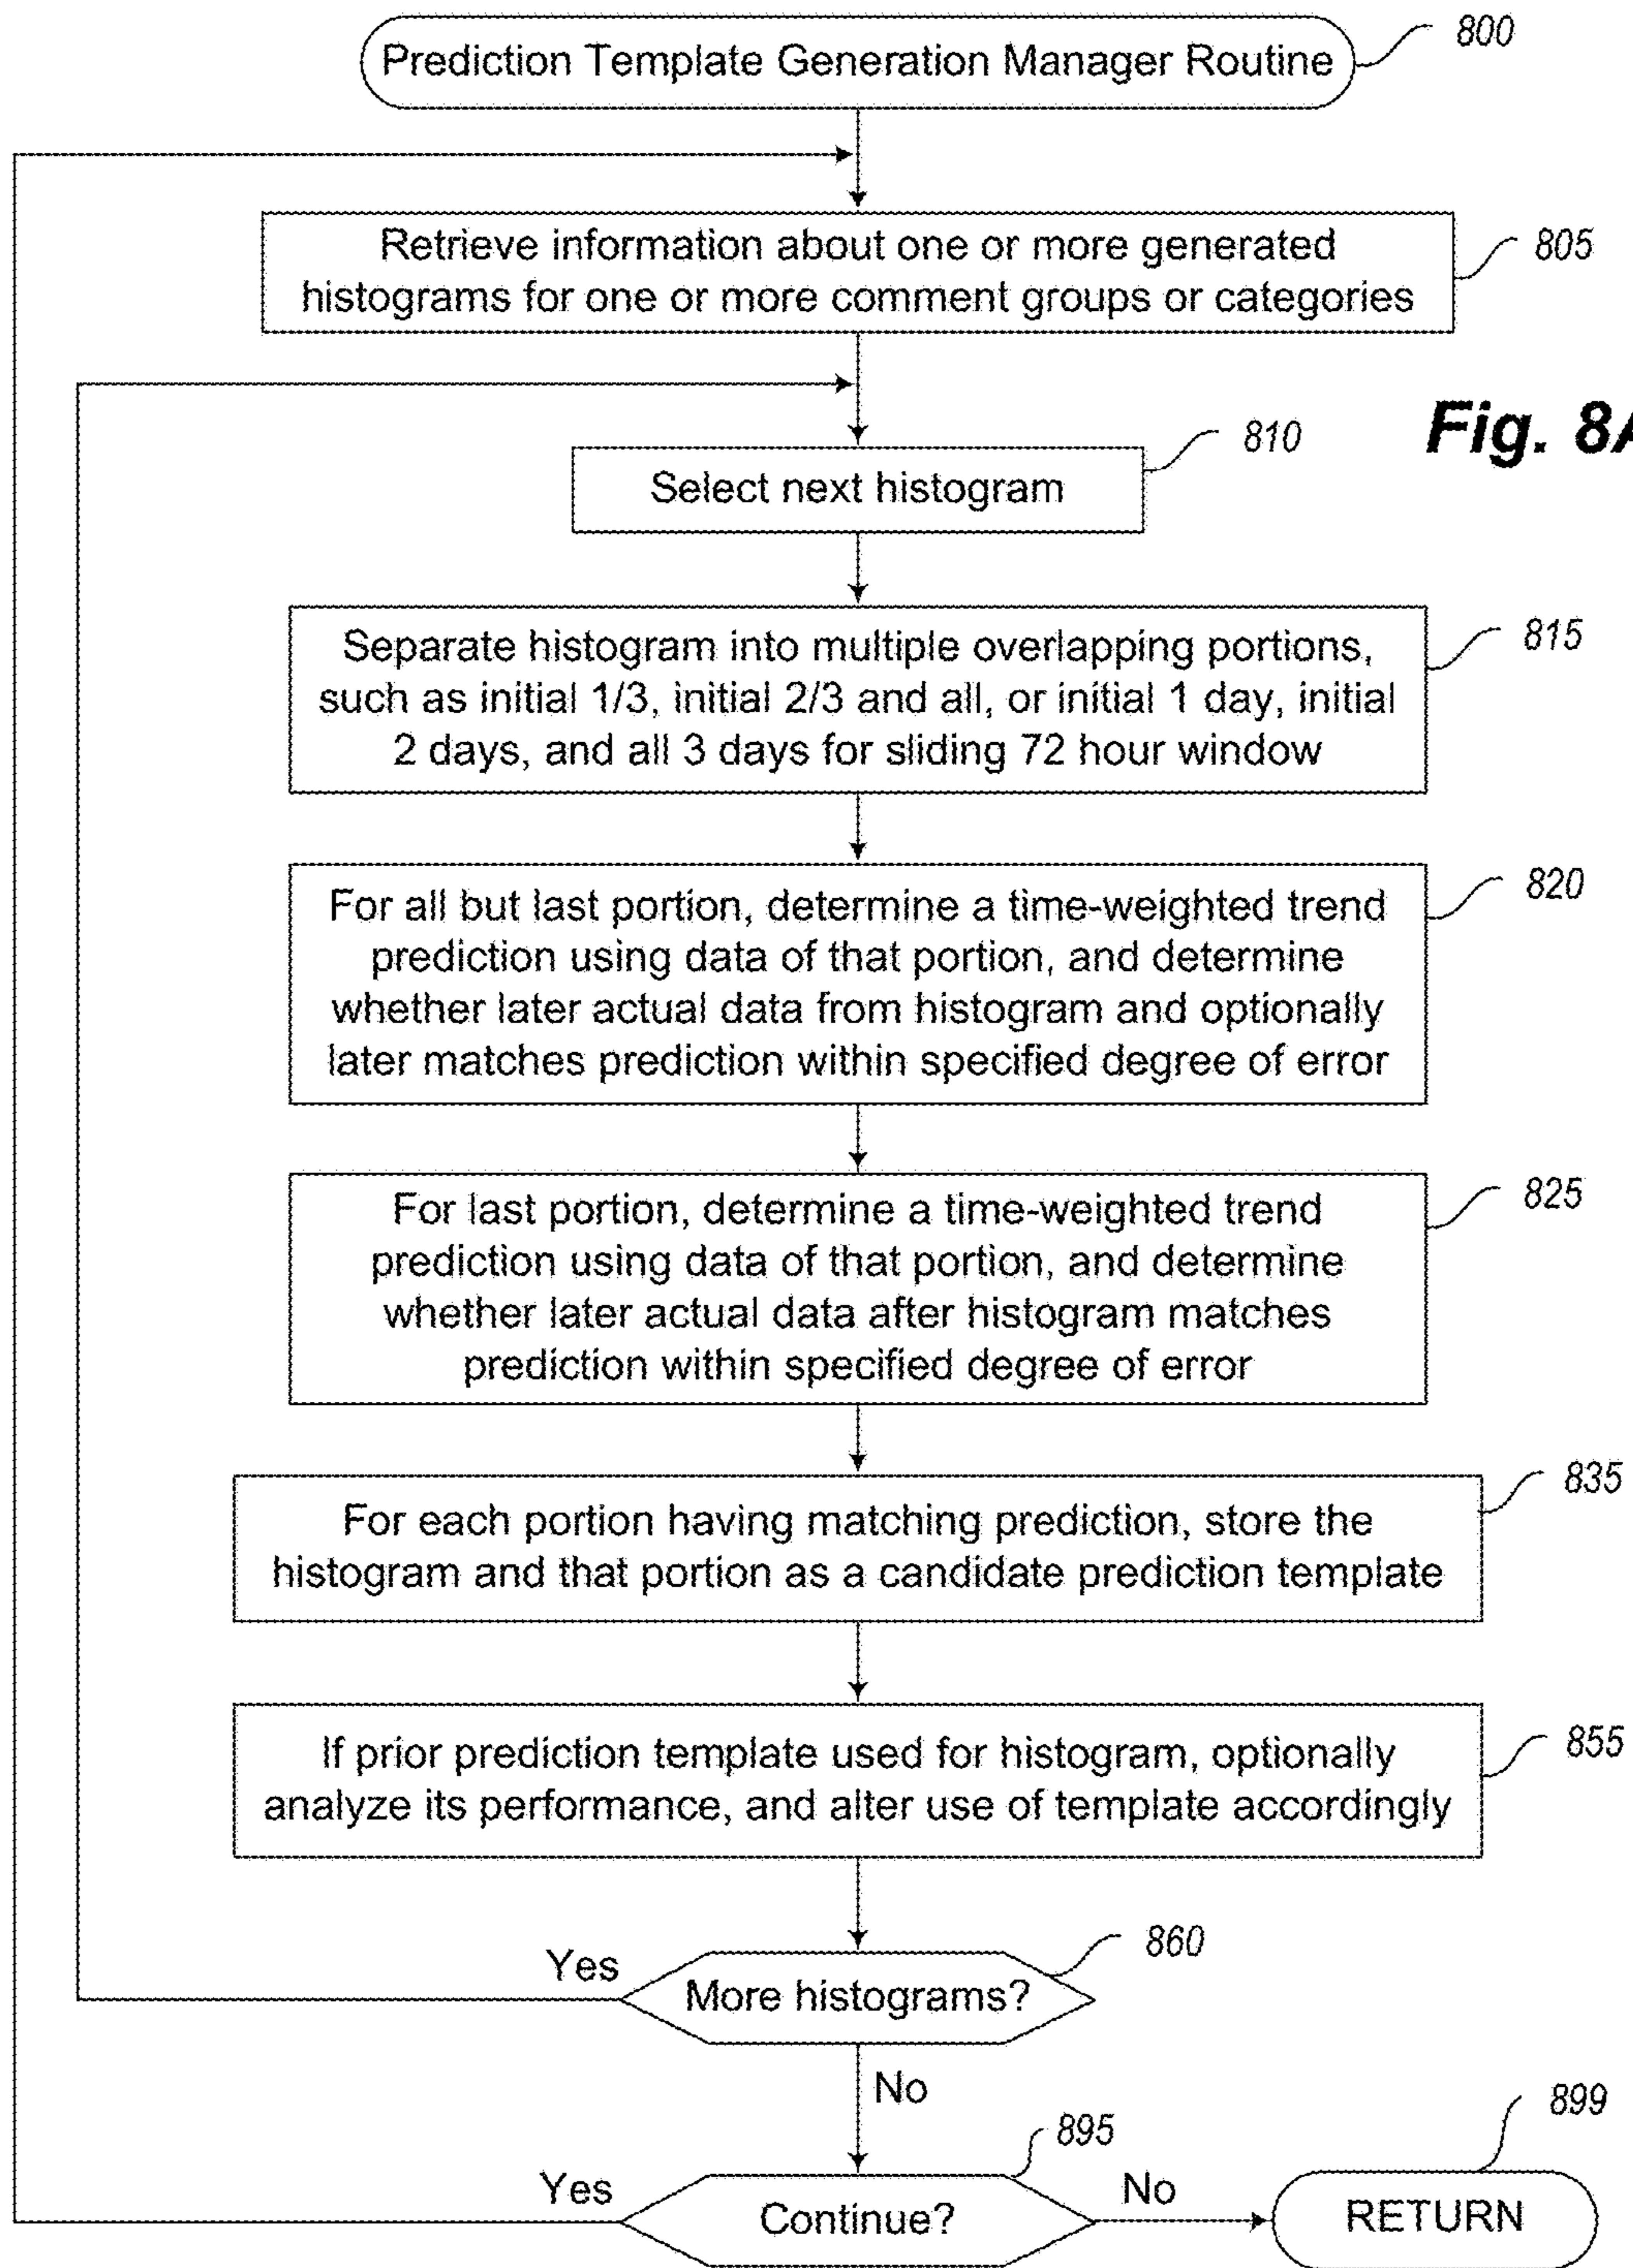 Prediction Template Generation Manager Routine
800
Retrieve information about one or more generated
histograms for one or more comment groups or categories
805
Fig. 8A
810
Select next histogram
Separate histogram into multiple overlapping portions,
such as initial 1/3, initial 2/3 and all, or initial 1 day, initial
2 days, and all 3 days for sliding 72 hour window
815
For all but last portion, determine a time-weighted trend
prediction using data of that portion, and determine
whether later actual data from histogram and optionally
later matches prediction within specified degree of error
820
For last portion, determine a time-weighted trend
prediction using data of that portion, and determine
whether later actual data after histogram matches
prediction within specified degree of error
825
For each portion having matching prediction, store the
histogram and that portion as a candidate prediction template
835
If prior prediction template used for histogram, optionally
analyze its performance, and alter use of template accordingly
855
860
Yes
More histograms?
No
895
899
Yes
Continue?
No
RETURN